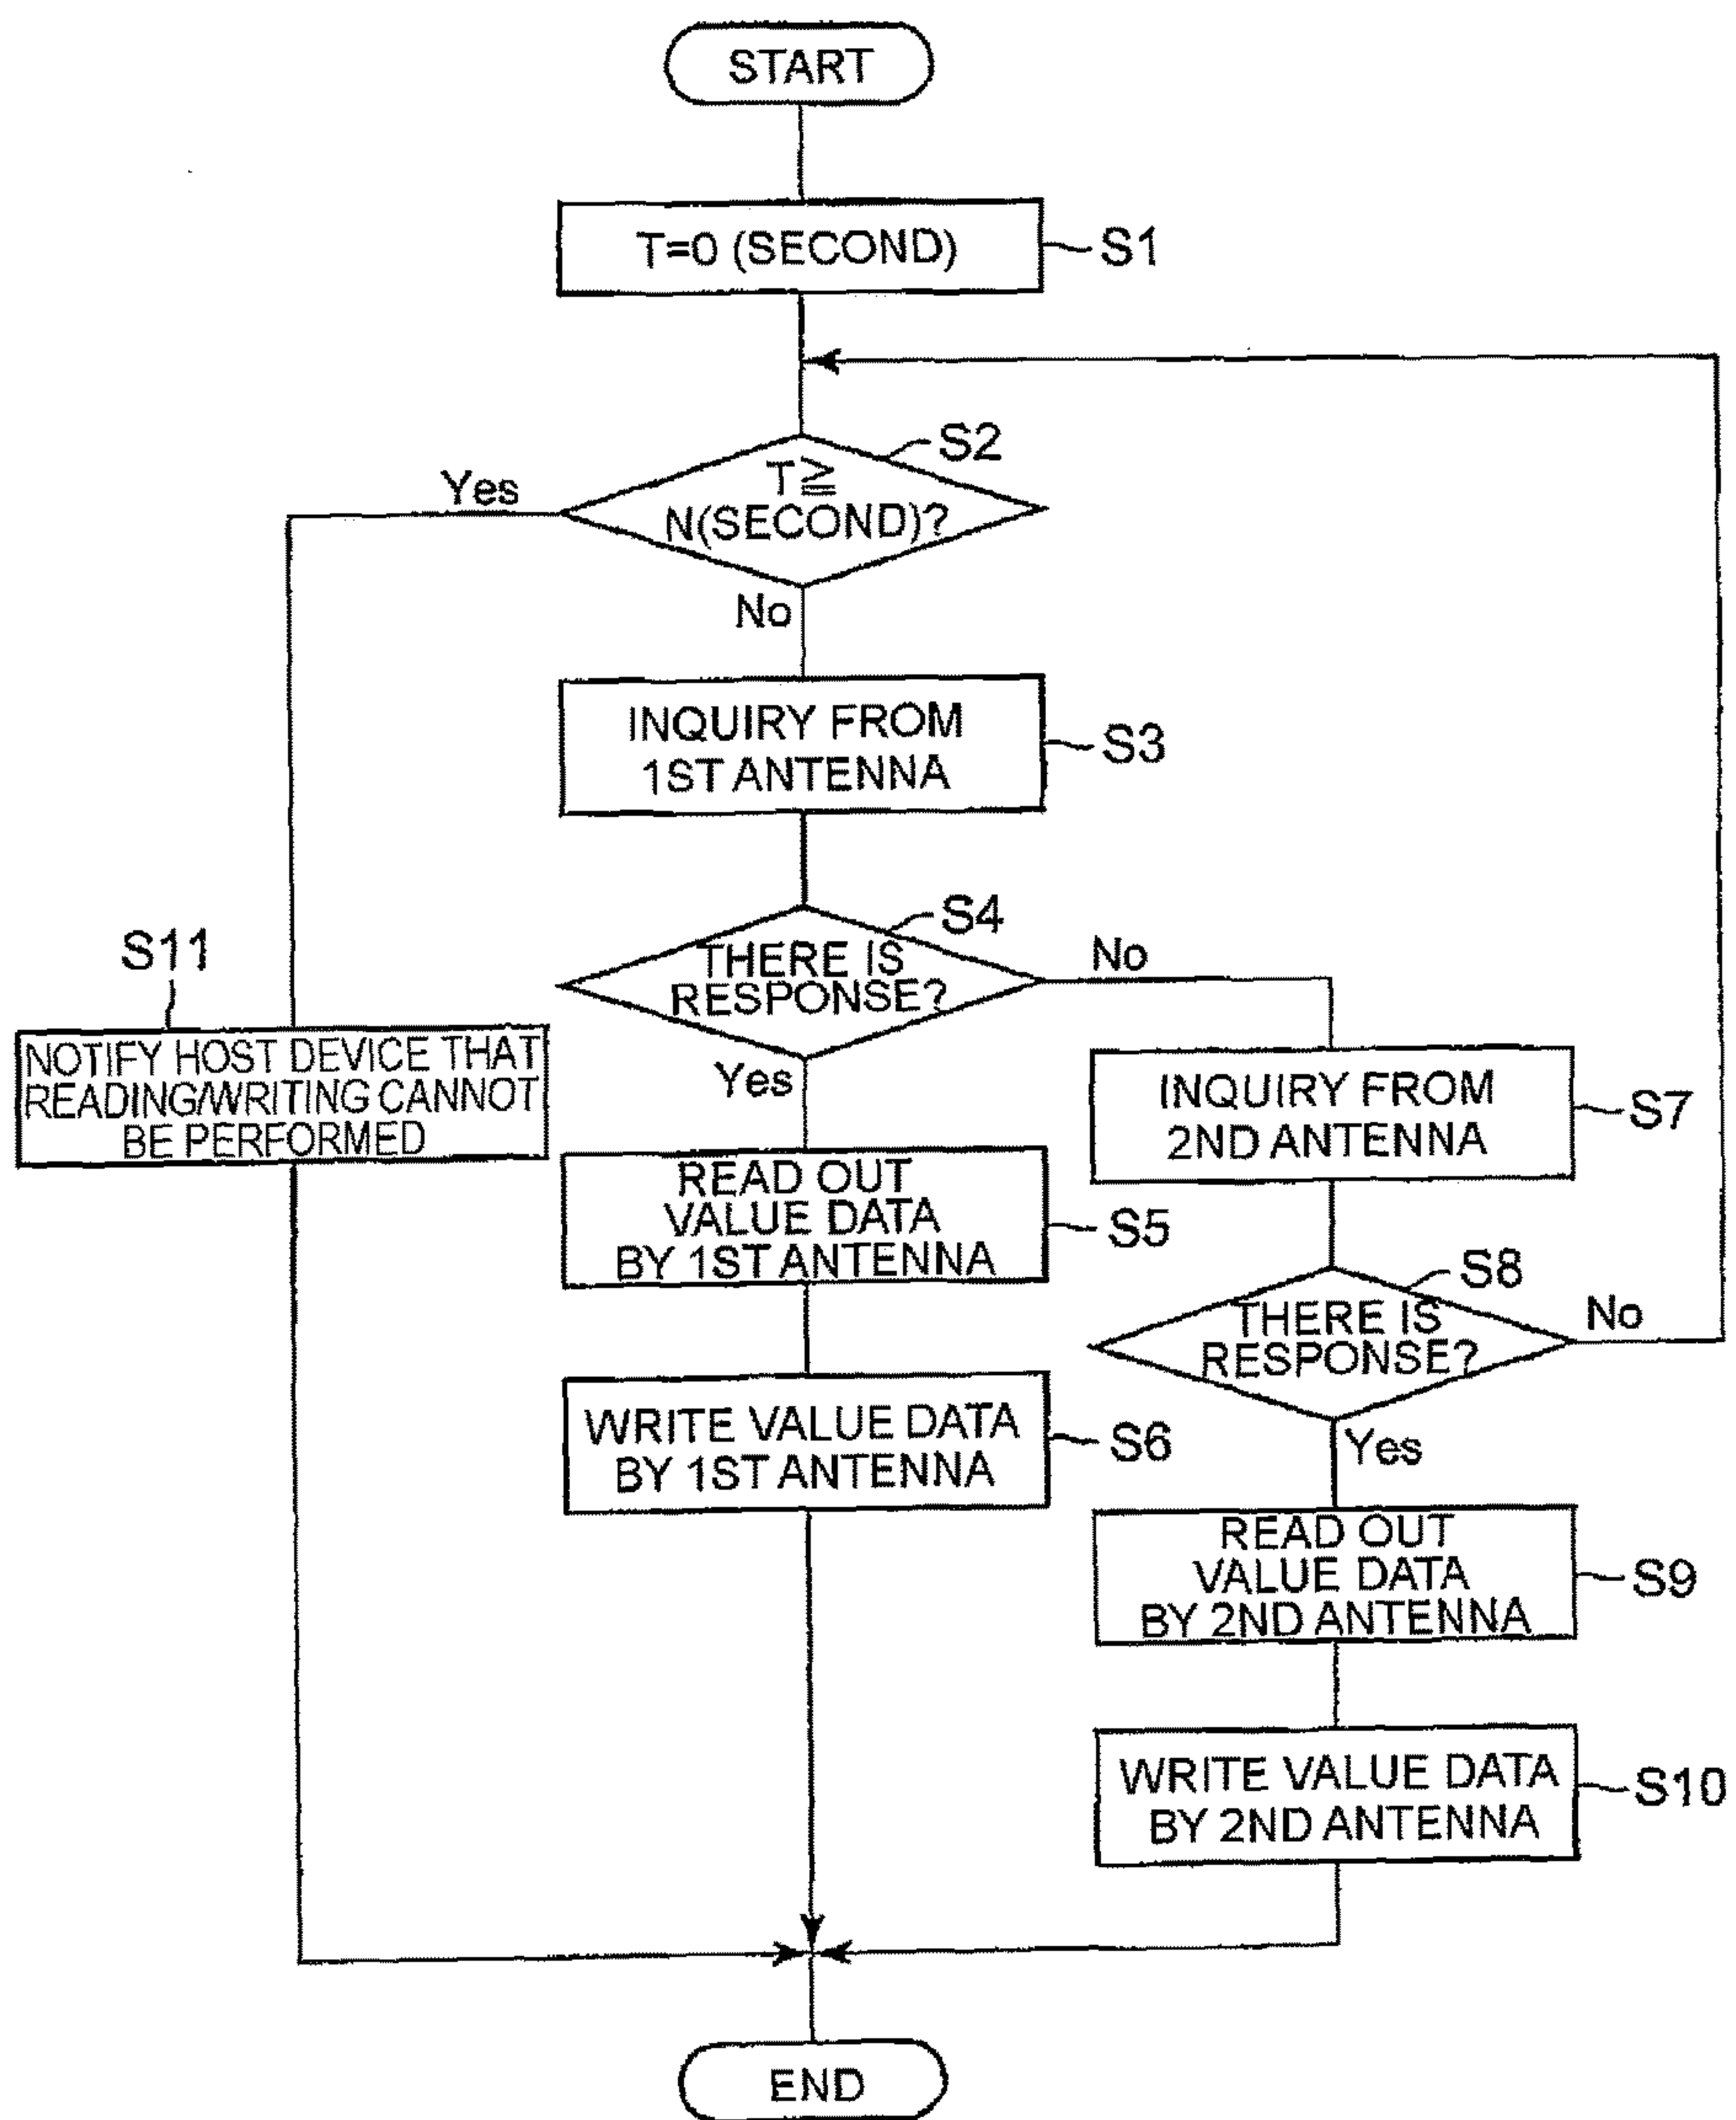 START
T=0 (SECOND)
S1
S2
T≧
N(SECOND)?
Yes
No
INQUIRY FROM
1ST ANTENNA
S3
S4
THERE IS
RESPONSE?
No
Yes
S11
NOTIFY HOST DEVICE THAT
READING/WRITING CANNOT
BE PERFORMED
INQUIRY FROM
2ND ANTENNA
S7
READ OUT
VALUE DATA
BY 1ST ANTENNA
S5
S8
THERE IS
RESPONSE?
No
Yes
WRITE VALUE DATA
BY 1ST ANTENNA
S6
READ OUT
VALUE DATA
BY 2ND ANTENNA
S9
WRITE VALUE DATA
BY 2ND ANTENNA
S10
END